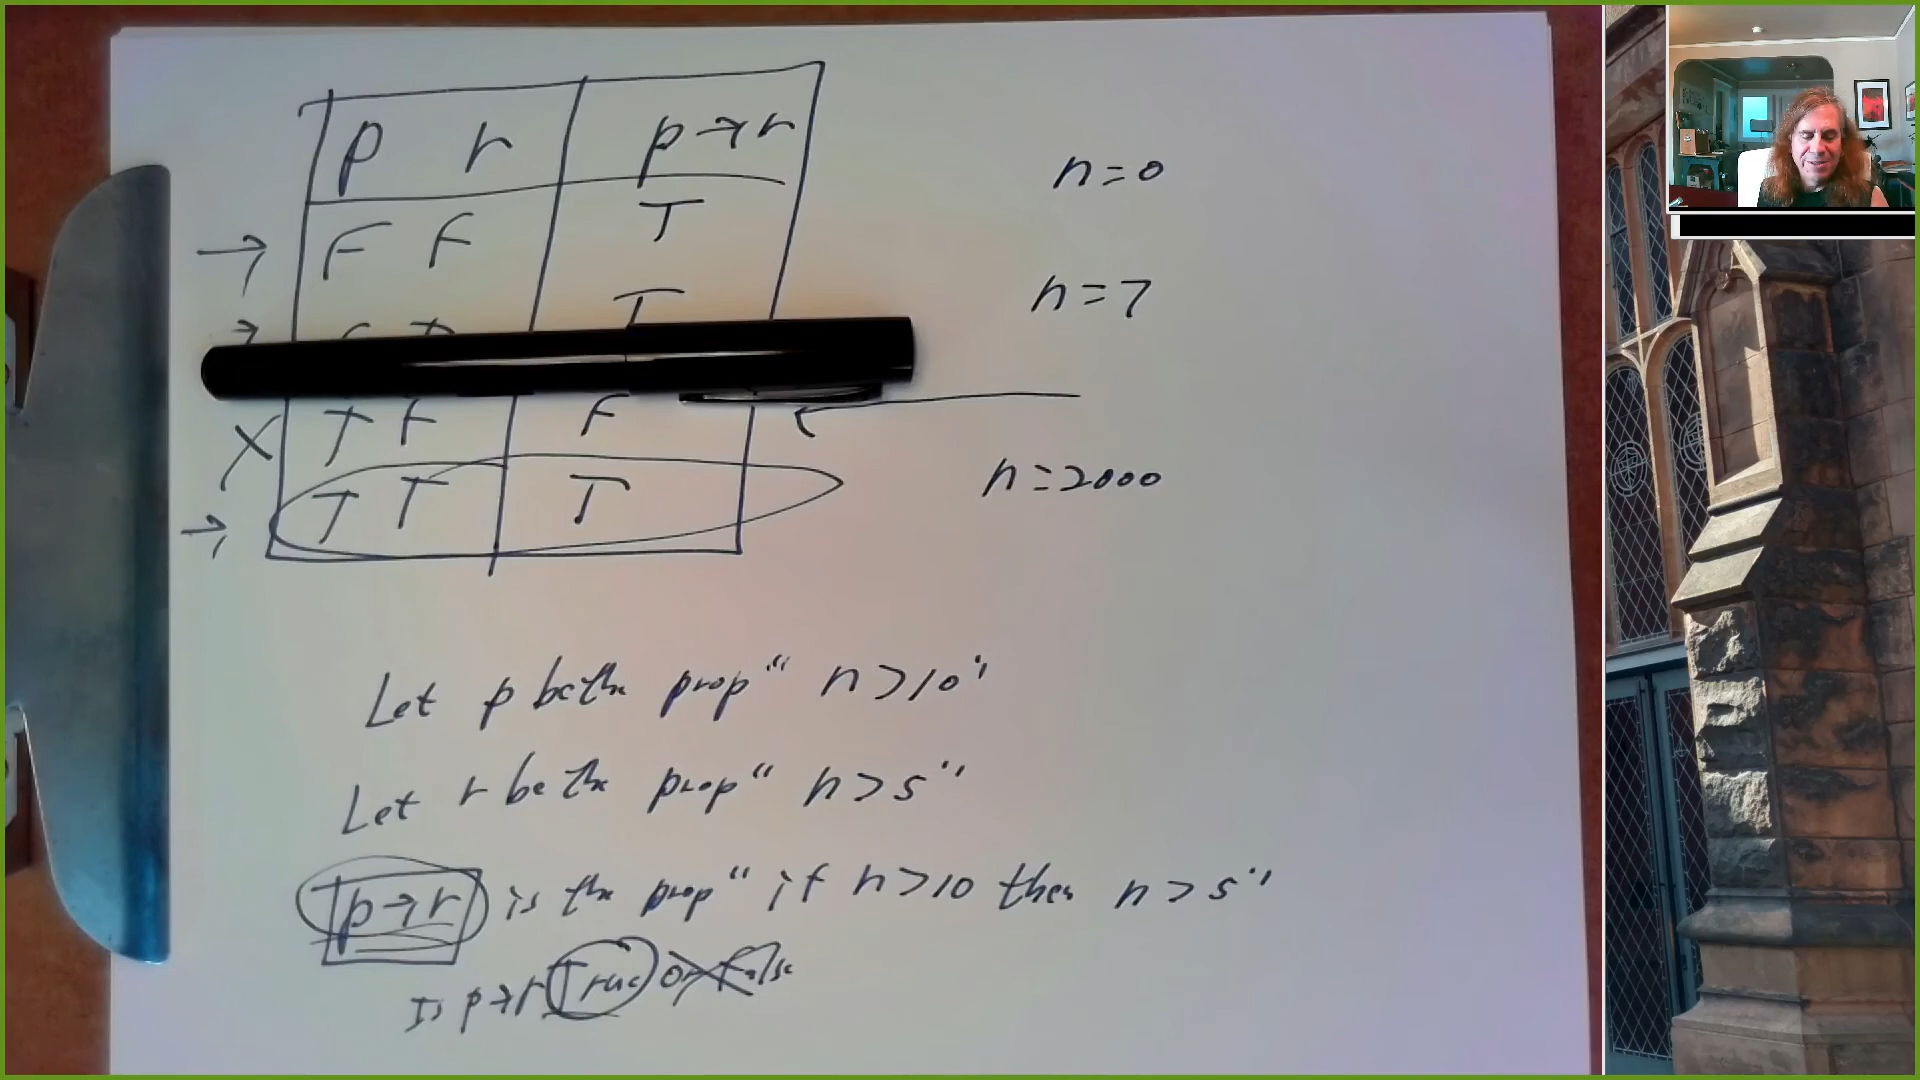 p r p→r
n=0
→ F F T
n=7
T
X T F F
→ T T T
n=2000
Let p be the prop " n>10"
Let r be the prop " n>5"
p→r is the prop " if n>10 then n>5"
Is p→r True or false